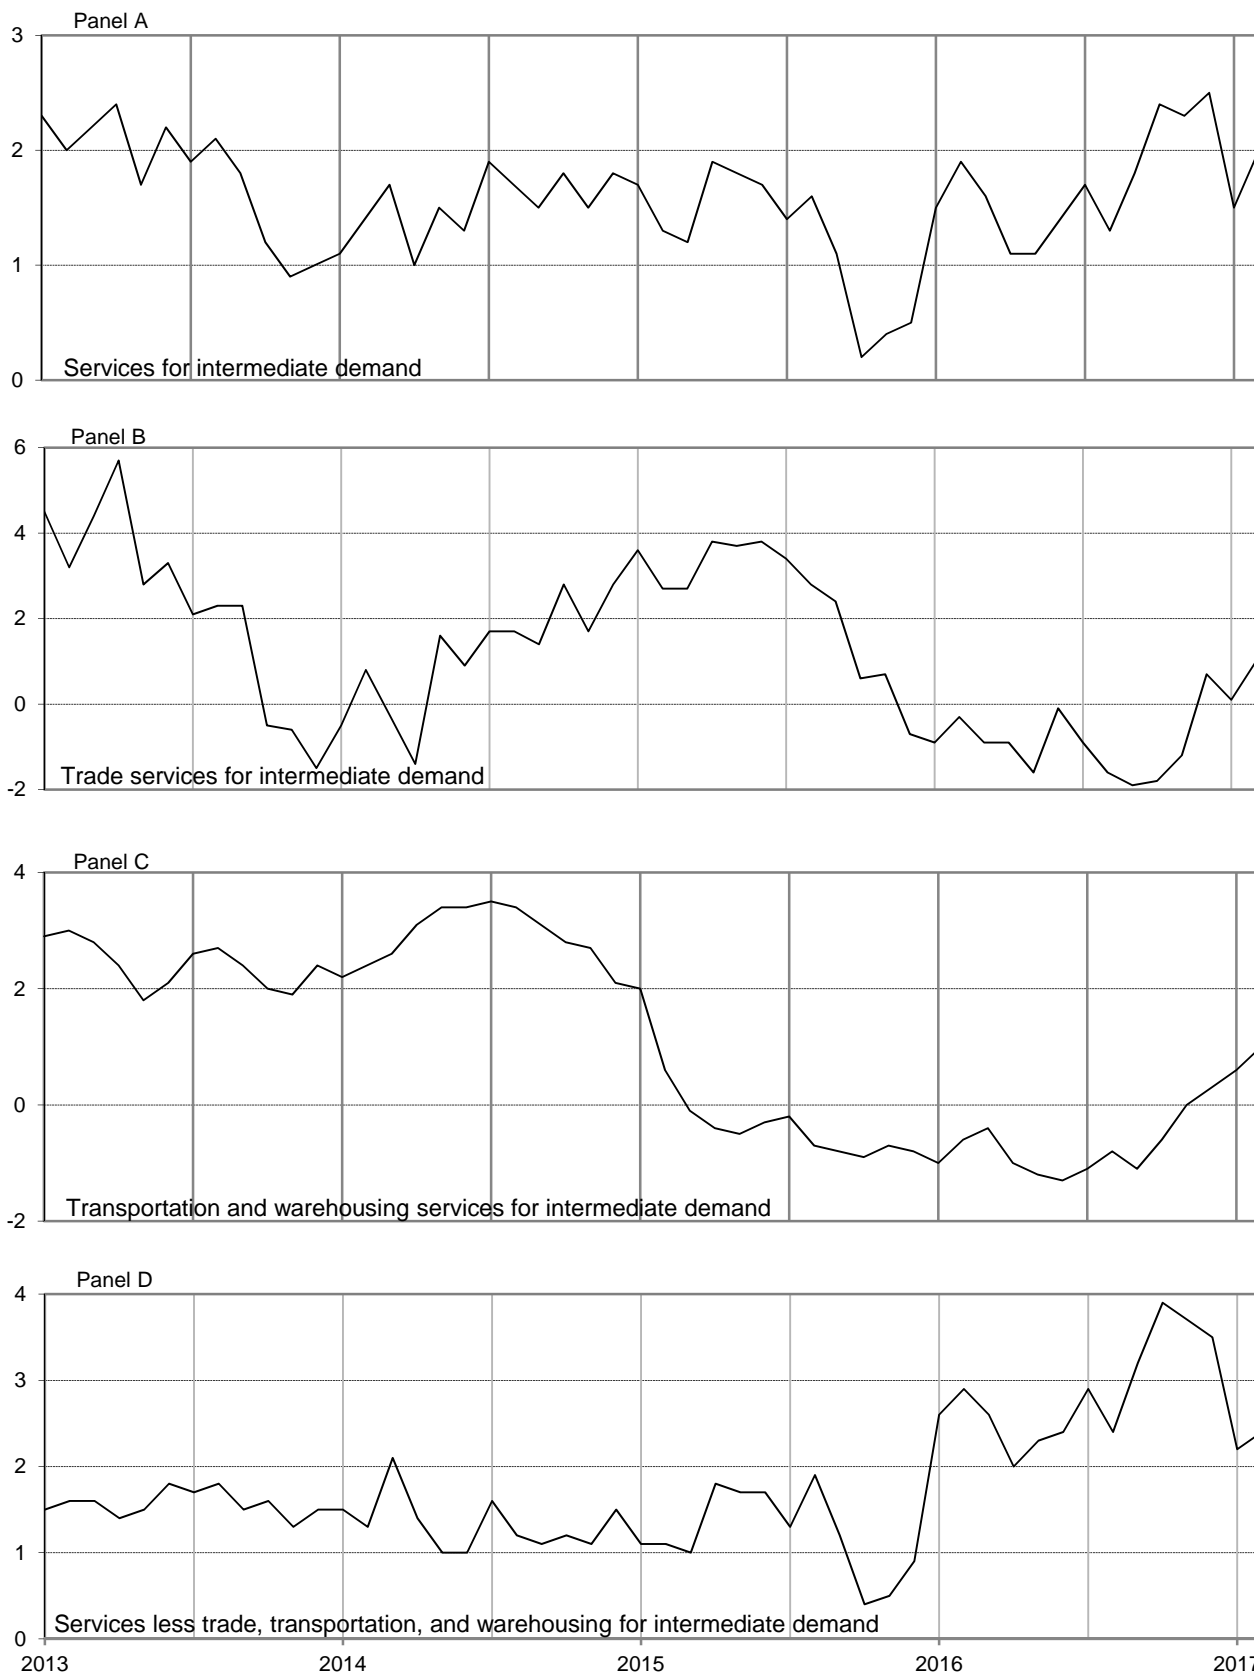 Panel A
3
2
1
0
Services for intermediate demand
Panel B
6
4
2
0
-2
Trade services for intermediate demand
Panel C
4
2
0
-2
Transportation and warehousing services for intermediate demand
Panel D
4
3
2
1
0
Services less trade, transportation, and warehousing for intermediate demand
2013 2014 2015 2016 2017